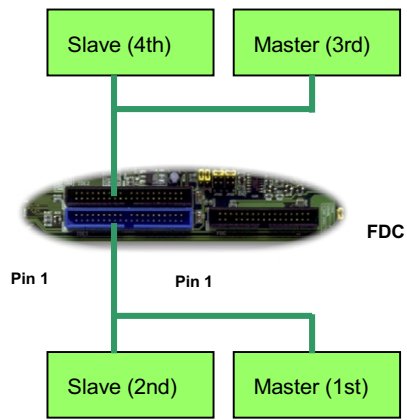 Slave (4th)
Master (3rd)
FDC
Pin 1
Pin 1
Slave (2nd)
Master (1st)